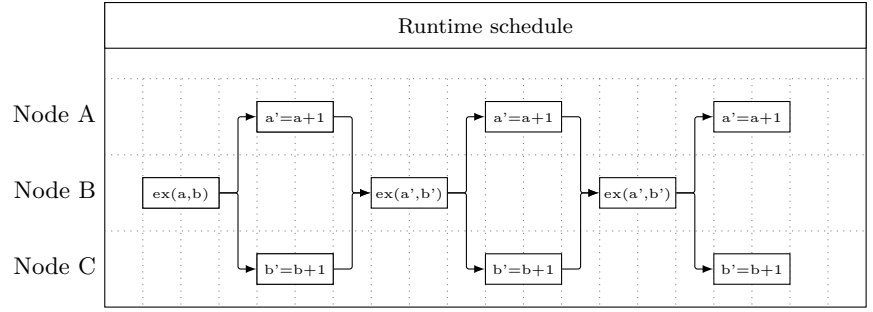 Runtime schedule
Node A
a'=a+1
a'=a+1
a'=a+1
Node B
ex(a,b)
ex(a',b')
ex(a',b')
Node C
b'=b+1
b'=b+1
b'=b+1